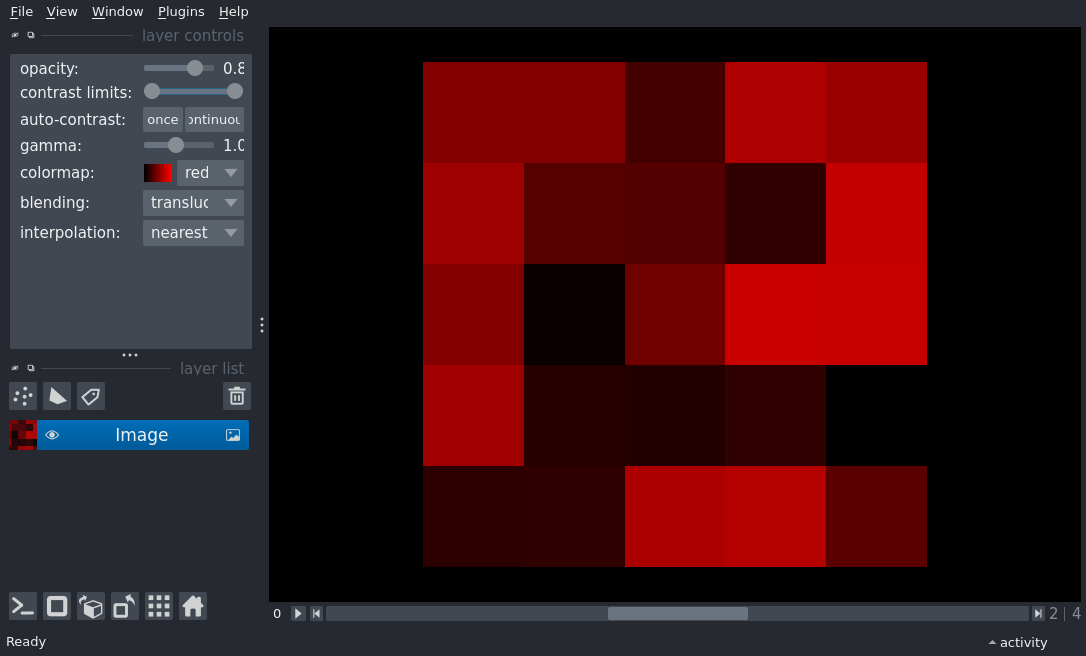 File View Window Plugins Help
layer controls
opacity: 0.8
contrast limits:
auto-contrast: once ontinuou
gamma: 1.0
colormap: red
blending: transluc
interpolation: nearest
layer list
Image
0 2 | 4
Ready activity